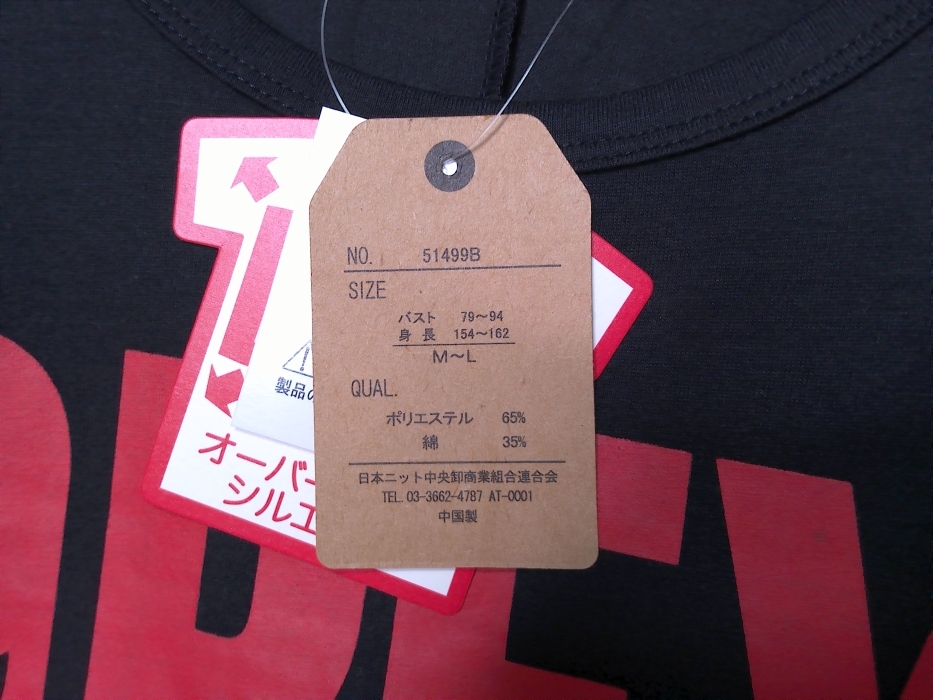 NO. 51499B
SIZE
バスト 79～94
身 長 154～162
M～L
QUAL.
ポリエステル 65%
綿 35%
日本ニット中央卸商業組合連合会
TEL. 03-3662-4787 AT-0001
中国製
製品の
オーバー
シルエ